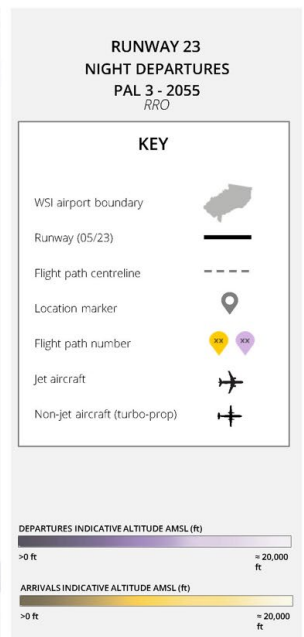 RUNWAY 23
NIGHT DEPARTURES
PAL 3 - 2055
RRO
KEY
WSI airport boundary
Runway (05/23)
Flight path centreline
Location marker
Flight path number
xx xx
Jet aircraft
Non-jet aircraft (turbo-prop)
DEPARTURES INDICATIVE ALTITUDE AMSL (ft)
>0 ft ≈ 20,000
ft
ARRIVALS INDICATIVE ALTITUDE AMSL (ft)
>0 ft ≈ 20,000
ft